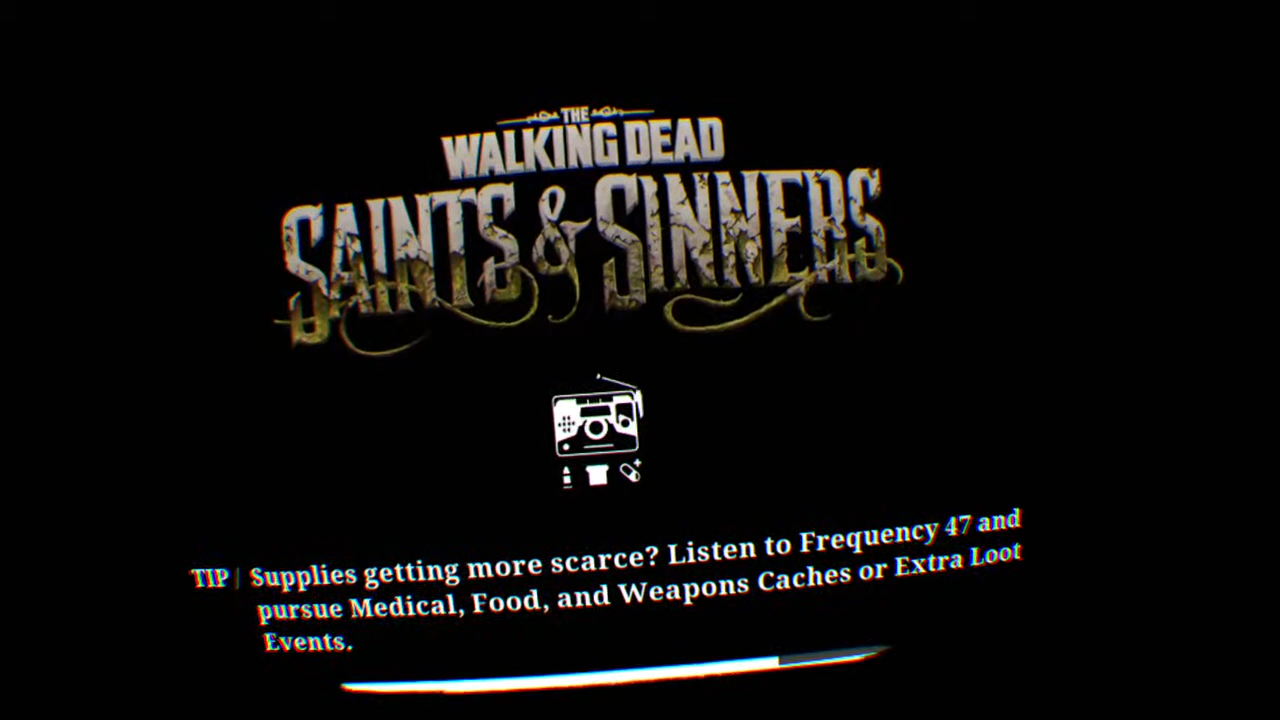 THE
WALKING DEAD
SAINTS & SINNERS
TIP | Supplies getting more scarce? Listen to Frequency 47 and
pursue Medical, Food, and Weapons Caches or Extra Loot
Events.